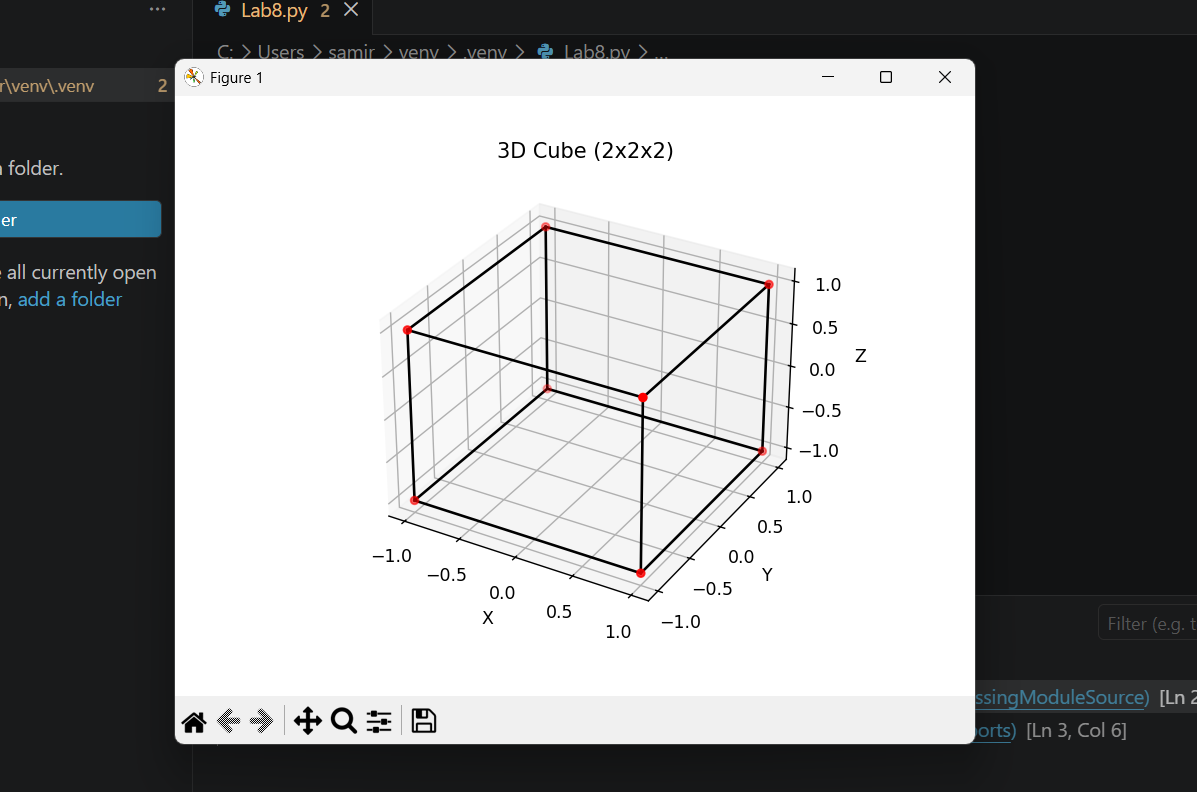 Lab8.py 2
C: > Users > samir > venv > .venv > Lab8.py > ...
Figure 1
r\venv\.venv 2
folder.
er
all currently open
n, add a folder
3D Cube (2x2x2)
1.0
0.5
0.0
−0.5
−1.0
Z
1.0
0.5
0.0
−0.5
−1.0
Y
−1.0
−0.5
0.0
0.5
1.0
X
Filter (e.g. t
ssingModuleSource) [Ln 2
orts) [Ln 3, Col 6]